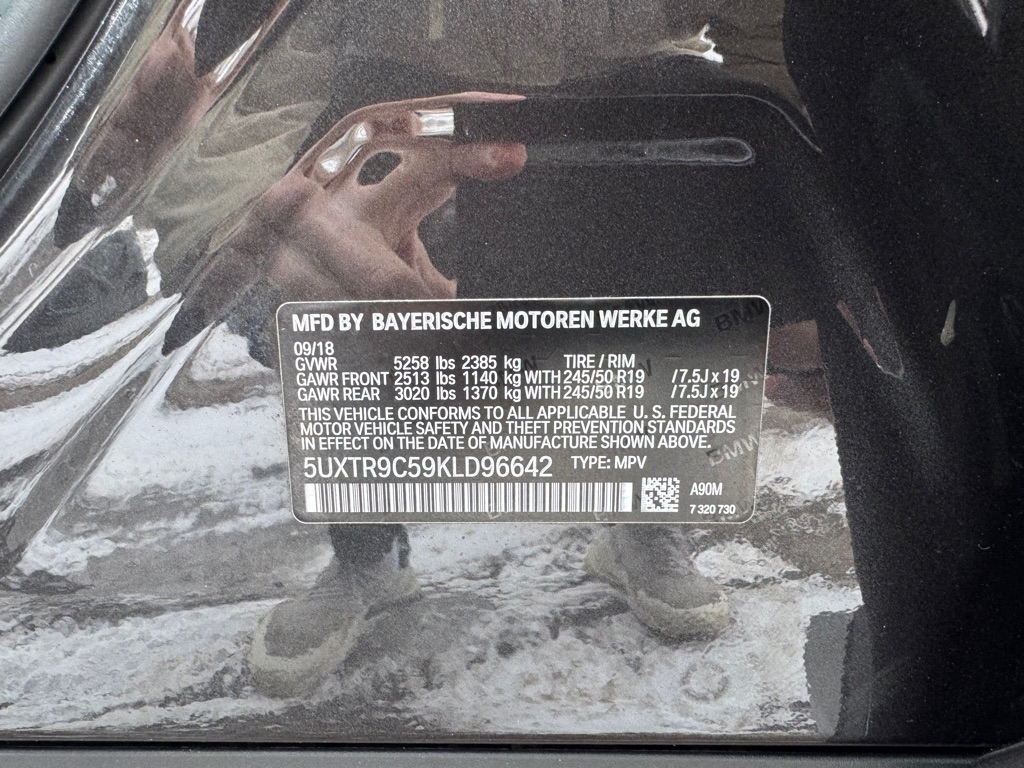 MFD BY BAYERISCHE MOTOREN WERKE AG
09/18
GVWR 5258 lbs 2385 kg TIRE / RIM
GAWR FRONT 2513 lbs 1140 kg WITH 245/50 R19 /7.5J x 19
GAWR REAR 3020 lbs 1370 kg WITH 245/50 R19 /7.5J x 19
THIS VEHICLE CONFORMS TO ALL APPLICABLE U. S. FEDERAL
MOTOR VEHICLE SAFETY AND THEFT PREVENTION STANDARDS
IN EFFECT ON THE DATE OF MANUFACTURE SHOWN ABOVE.
5UXTR9C59KLD96642 TYPE: MPV
A90M
7 320 730
BMW
BMW